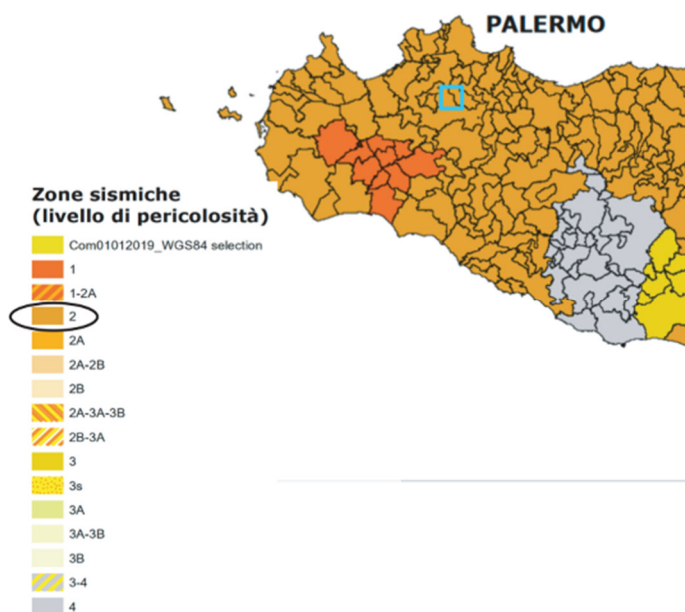 PALERMO
Zone sismiche
(livello di pericolosità)
Com01012019_WGS84 selection
1
1-2A
2
2A
2A-2B
2B
2A-3A-3B
2B-3A
3
3s
3A
3A-3B
3B
3-4
4